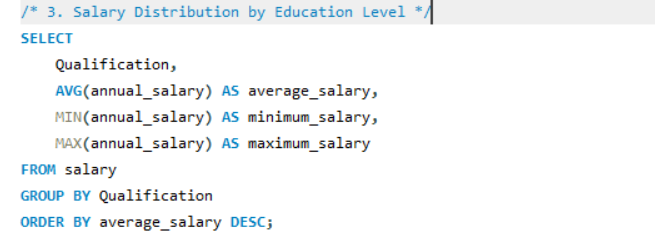 /* 3. Salary Distribution by Education Level */
SELECT
Qualification,
AVG(annual_salary) AS average_salary,
MIN(annual_salary) AS minimum_salary,
MAX(annual_salary) AS maximum_salary
FROM salary
GROUP BY Qualification
ORDER BY average_salary DESC;